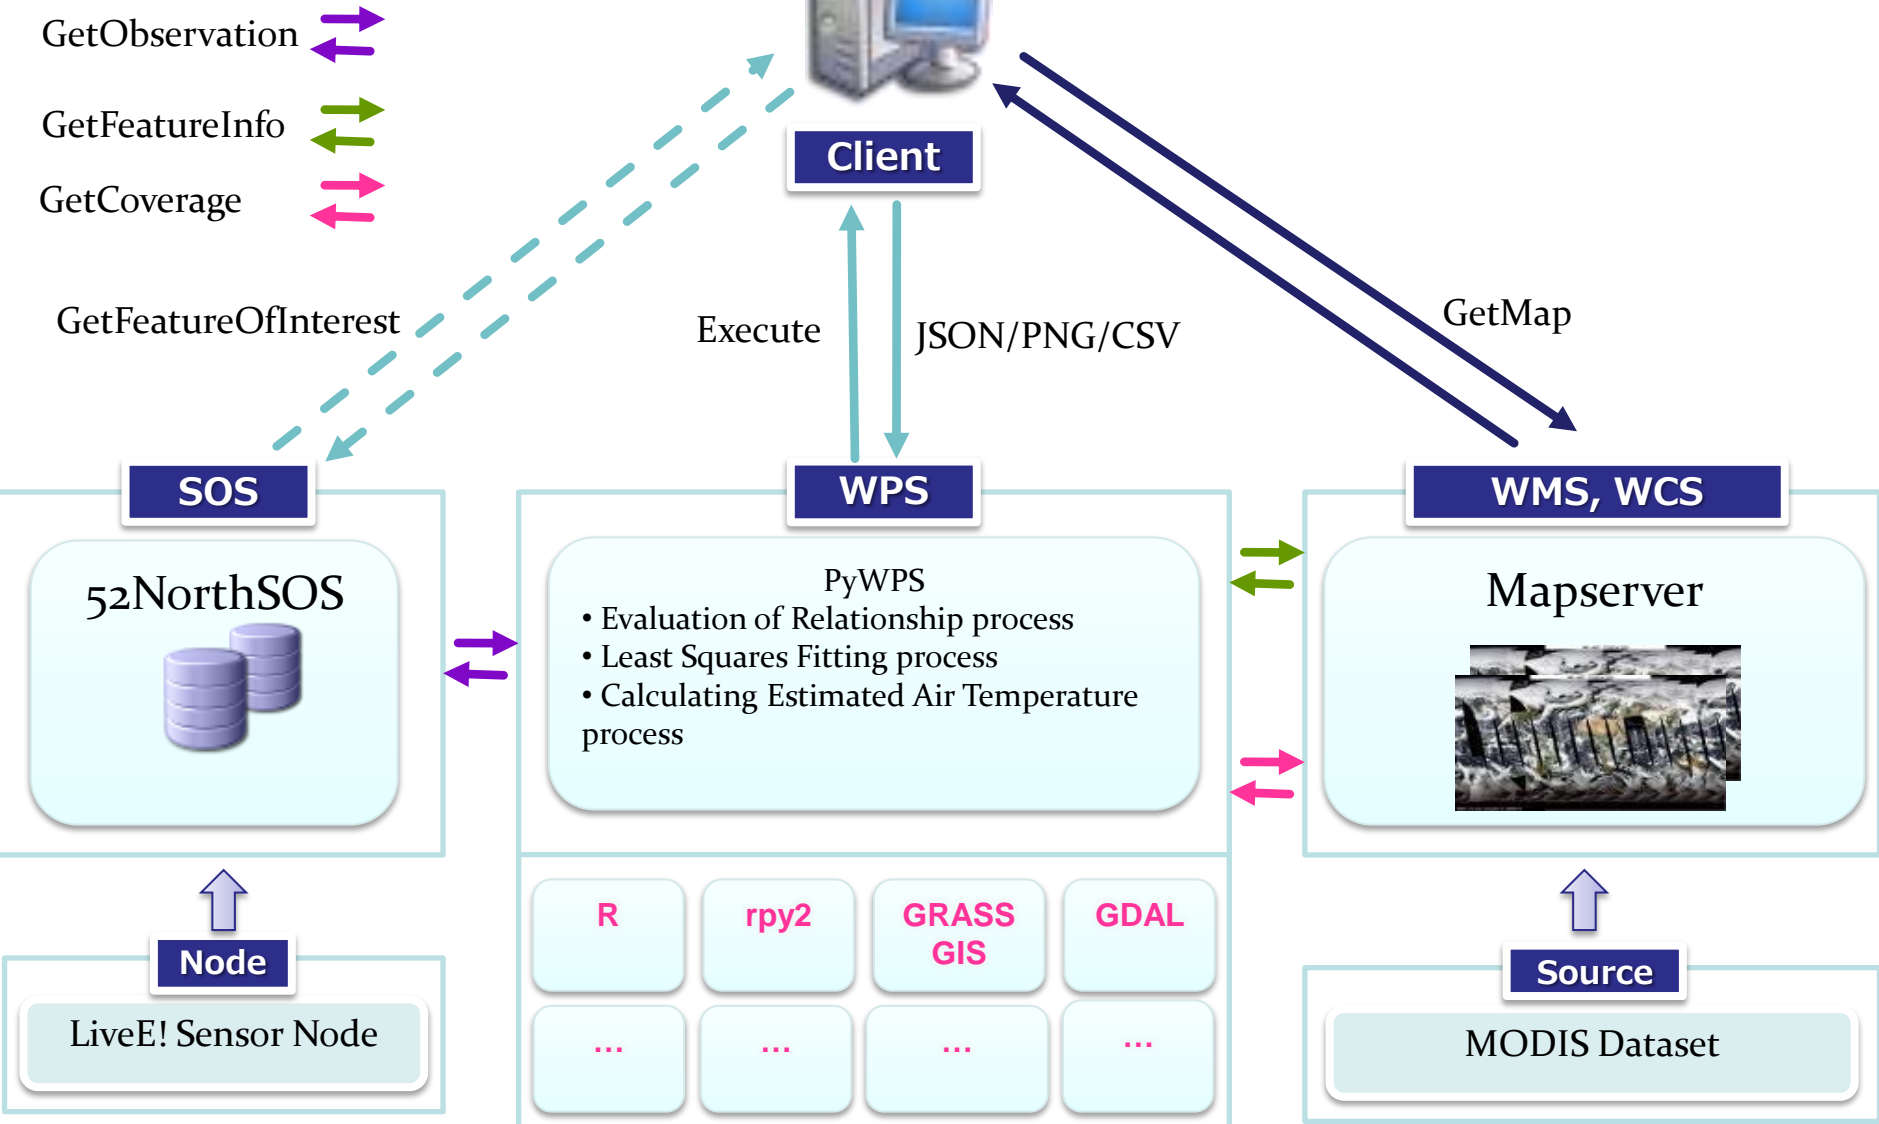 GetObservation
GetFeatureInfo
GetCoverage
Client
GetFeatureOfInterest
Execute
JSON/PNG/CSV
GetMap
SOS
WPS
WMS, WCS
52NorthSOS
PyWPS
• Evaluation of Relationship process
• Least Squares Fitting process
• Calculating Estimated Air Temperature
process
Mapserver
R
rpy2
GRASS
GIS
GDAL
Node
LiveE! Sensor Node
...
...
...
...
Source
MODIS Dataset